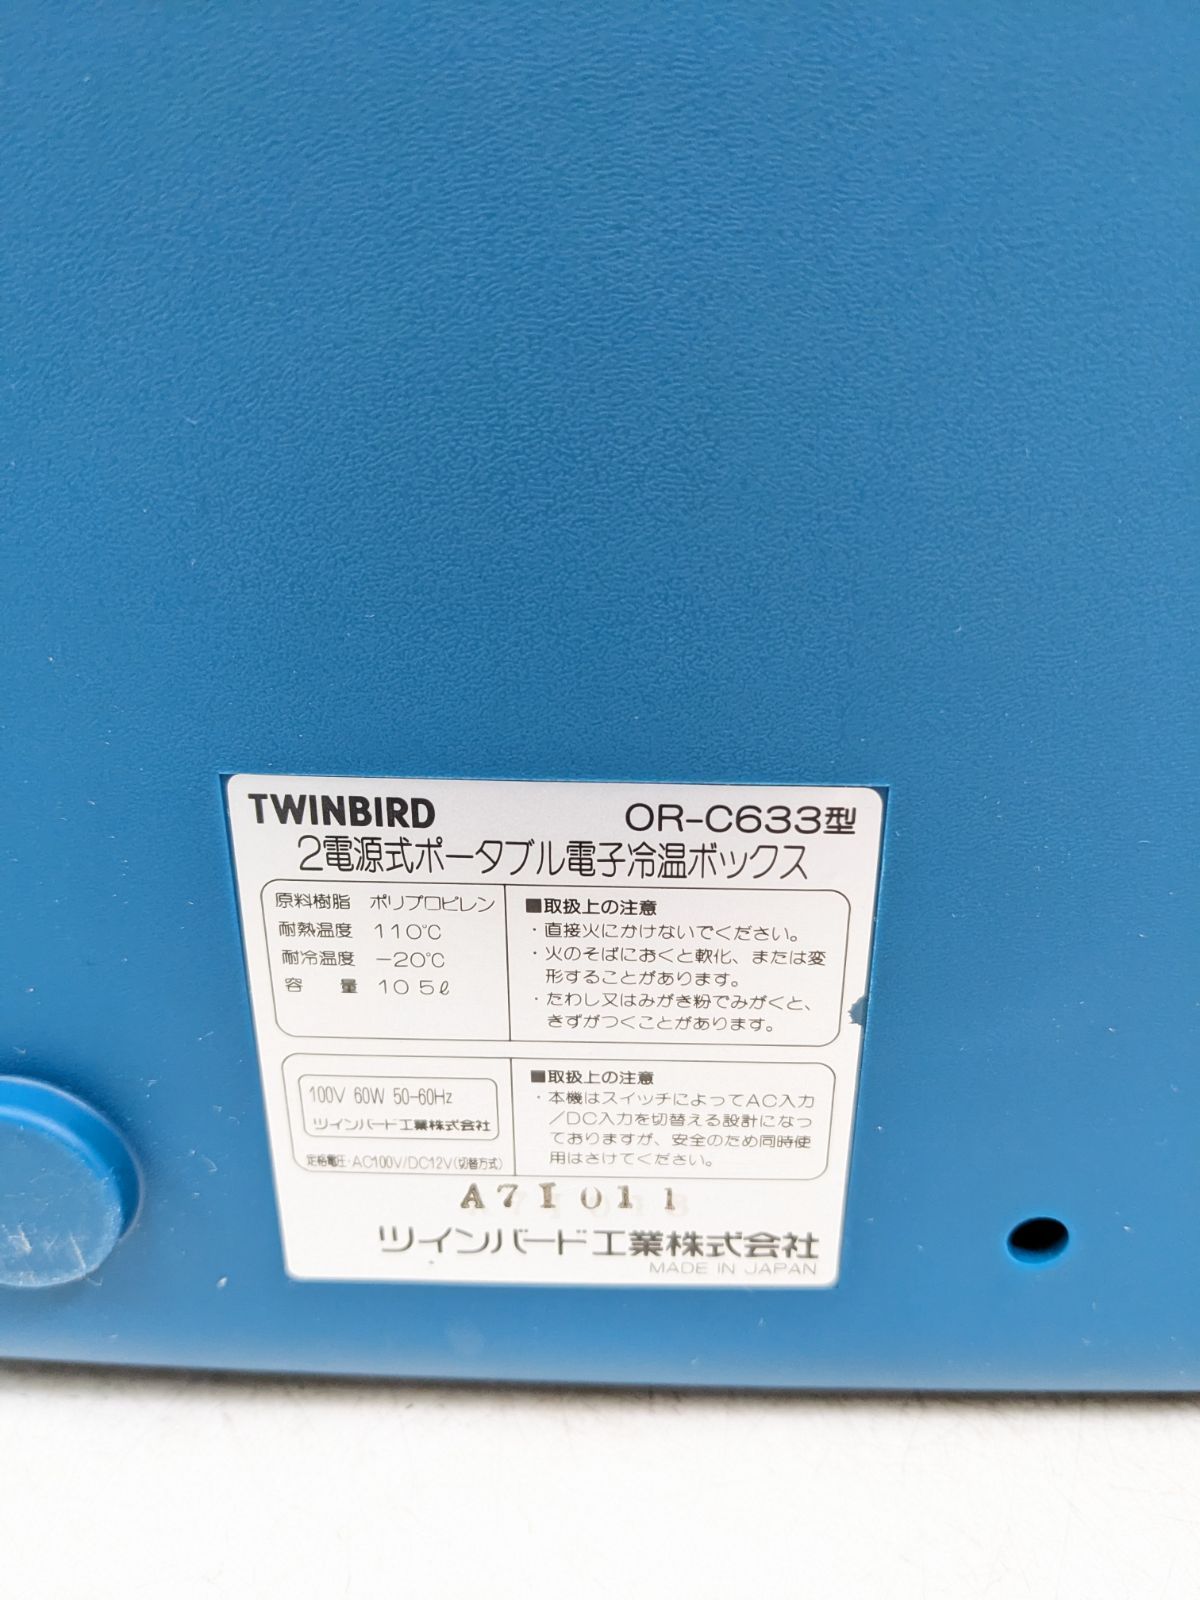 TWINBIRD OR-C633型
2電源式ポータブル電子冷温ボックス
原料樹脂 ポリプロピレン
耐熱温度 110℃
耐冷温度 -20℃
容量 10.5ℓ
■取扱上の注意
・直接火にかけないでください。
・火のそばにおくと軟化、または変
形することがあります。
・たわし又はみがき粉でみがくと、
きずがつくことがあります。
100V 60W 50-60Hz
ツインバード工業株式会社
定格電圧・AC100V/DC12V(切替方式)
■取扱上の注意
・本機はスイッチによってAC入力
/DC入力を切替える設計になっ
ておりますが、安全のため同時使
用はさけてください。
A7I011
ツインバード工業株式会社
MADE IN JAPAN